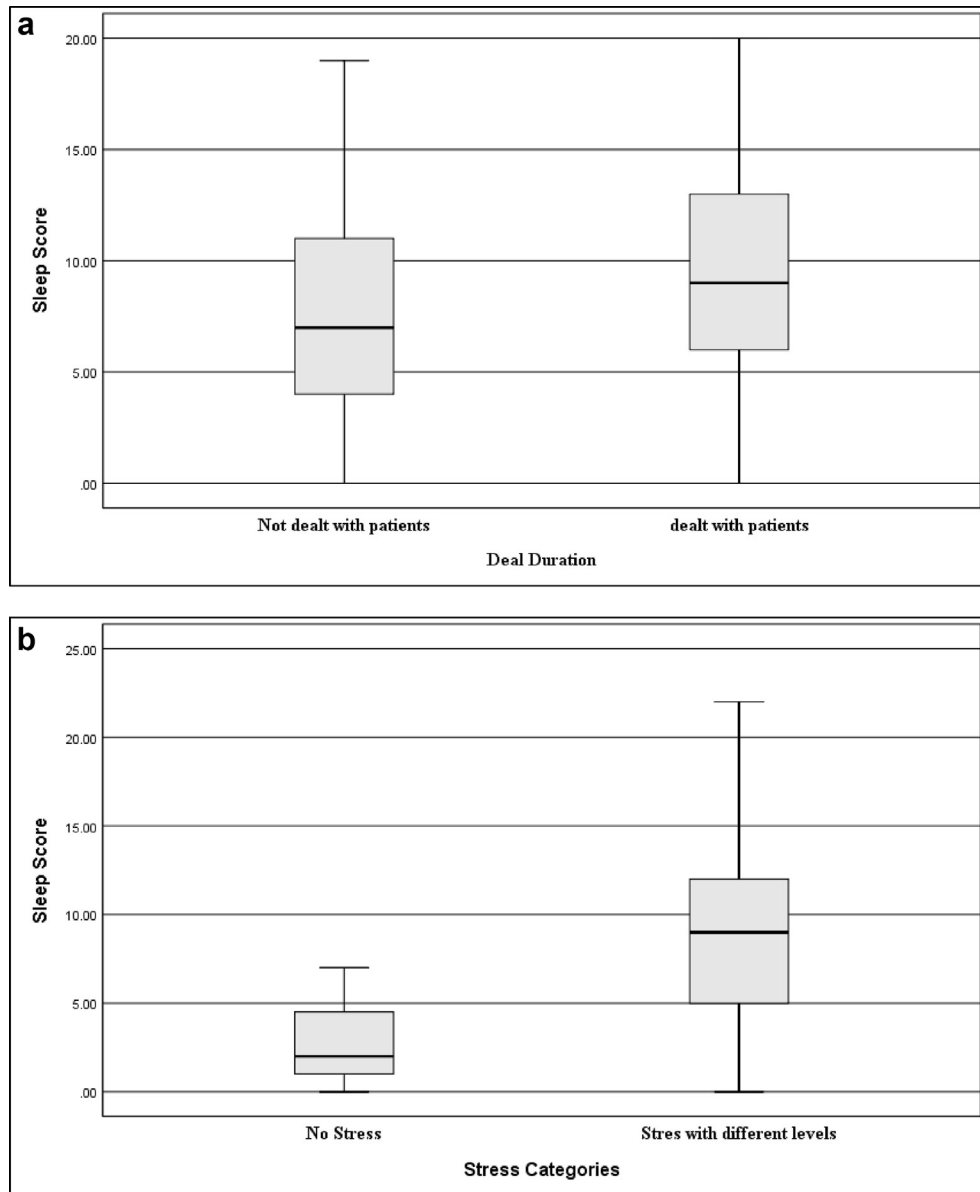 a
20.00
15.00
10.00
5.00
.00
Sleep Score
Not dealt with patients dealt with patients
Deal Duration
b
25.00
20.00
15.00
10.00
5.00
.00
Sleep Score
No Stress Stres with different levels
Stress Categories